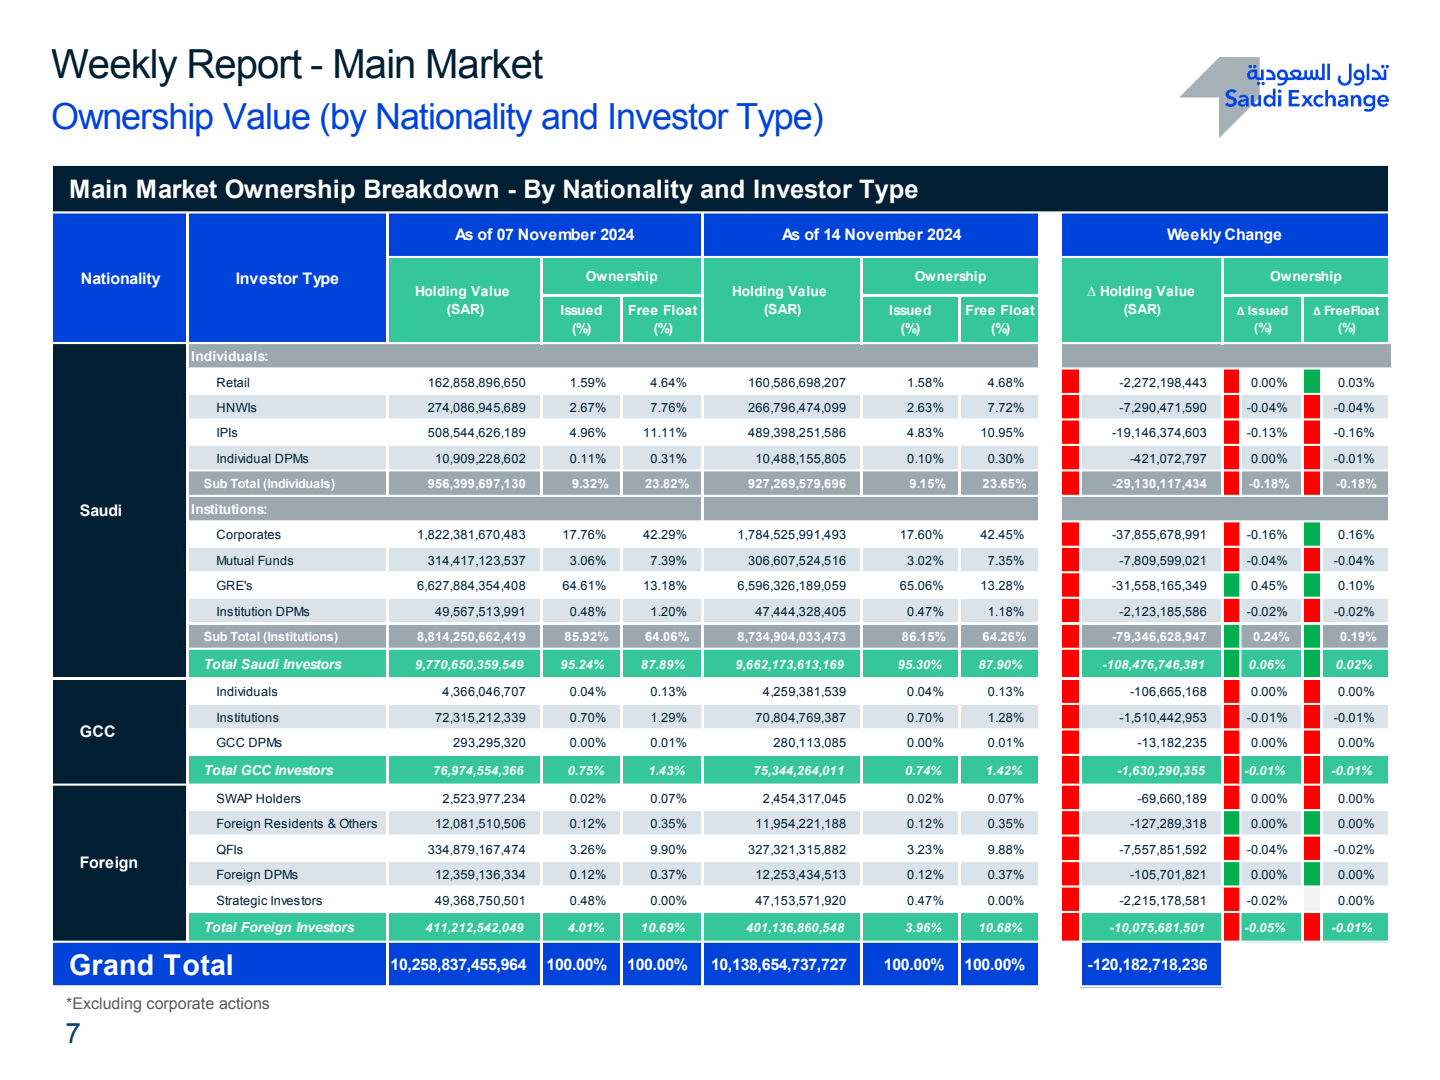 Weekly Report - Main Market
Ownership Value (by Nationality and Investor Type)
تداول السعودية
Saudi Exchange
Main Market Ownership Breakdown - By Nationality and Investor Type
Nationality Investor Type As of 07 November 2024 As of 14 November 2024 Weekly Change
Holding Value (SAR) Ownership Holding Value (SAR) Ownership Δ Holding Value (SAR) Ownership
Issued (%) Free Float (%) Issued (%) Free Float (%) Δ Issued (%) Δ FreeFloat (%)
Saudi
Individuals:
Retail 162,858,896,650 1.59% 4.64% 160,586,698,207 1.58% 4.68% -2,272,198,443 0.00% 0.03%
HNWIs 274,086,945,689 2.67% 7.76% 266,796,474,099 2.63% 7.72% -7,290,471,590 -0.04% -0.04%
IPIs 508,544,626,189 4.96% 11.11% 489,398,251,586 4.83% 10.95% -19,146,374,603 -0.13% -0.16%
Individual DPMs 10,909,228,602 0.11% 0.31% 10,488,155,805 0.10% 0.30% -421,072,797 0.00% -0.01%
Sub Total (Individuals) 956,399,697,130 9.32% 23.82% 927,269,579,696 9.15% 23.65% -29,130,117,434 -0.18% -0.18%
Institutions:
Corporates 1,822,381,670,483 17.76% 42.29% 1,784,525,991,493 17.60% 42.45% -37,855,678,991 -0.16% 0.16%
Mutual Funds 314,417,123,537 3.06% 7.39% 306,607,524,516 3.02% 7.35% -7,809,599,021 -0.04% -0.04%
GRE's 6,627,884,354,408 64.61% 13.18% 6,596,326,189,059 65.06% 13.28% -31,558,165,349 0.45% 0.10%
Institution DPMs 49,567,513,991 0.48% 1.20% 47,444,328,405 0.47% 1.18% -2,123,185,586 -0.02% -0.02%
Sub Total (Institutions) 8,814,250,662,419 85.92% 64.06% 8,734,904,033,473 86.15% 64.26% -79,346,628,947 0.24% 0.19%
Total Saudi Investors 9,770,650,359,549 95.24% 87.89% 9,662,173,613,169 95.30% 87.90% -108,476,746,381 0.06% 0.02%
GCC
Individuals 4,366,046,707 0.04% 0.13% 4,259,381,539 0.04% 0.13% -106,665,168 0.00% 0.00%
Institutions 72,315,212,339 0.70% 1.29% 70,804,769,387 0.70% 1.28% -1,510,442,953 -0.01% -0.01%
GCC DPMs 293,295,320 0.00% 0.01% 280,113,085 0.00% 0.01% -13,182,235 0.00% 0.00%
Total GCC Investors 76,974,554,366 0.75% 1.43% 75,344,264,011 0.74% 1.42% -1,630,290,355 -0.01% -0.01%
Foreign
SWAP Holders 2,523,977,234 0.02% 0.07% 2,454,317,045 0.02% 0.07% -69,660,189 0.00% 0.00%
Foreign Residents & Others 12,081,510,506 0.12% 0.35% 11,954,221,188 0.12% 0.35% -127,289,318 0.00% 0.00%
QFIs 334,879,167,474 3.26% 9.90% 327,321,315,882 3.23% 9.88% -7,557,851,592 -0.04% -0.02%
Foreign DPMs 12,359,136,334 0.12% 0.37% 12,253,434,513 0.12% 0.37% -105,701,821 0.00% 0.00%
Strategic Investors 49,368,750,501 0.48% 0.00% 47,153,571,920 0.47% 0.00% -2,215,178,581 -0.02% 0.00%
Total Foreign Investors 411,212,542,049 4.01% 10.69% 401,136,860,548 3.96% 10.68% -10,075,681,501 -0.05% -0.01%
Grand Total 10,258,837,455,964 100.00% 100.00% 10,138,654,737,727 100.00% 100.00% -120,182,718,236
*Excluding corporate actions
7